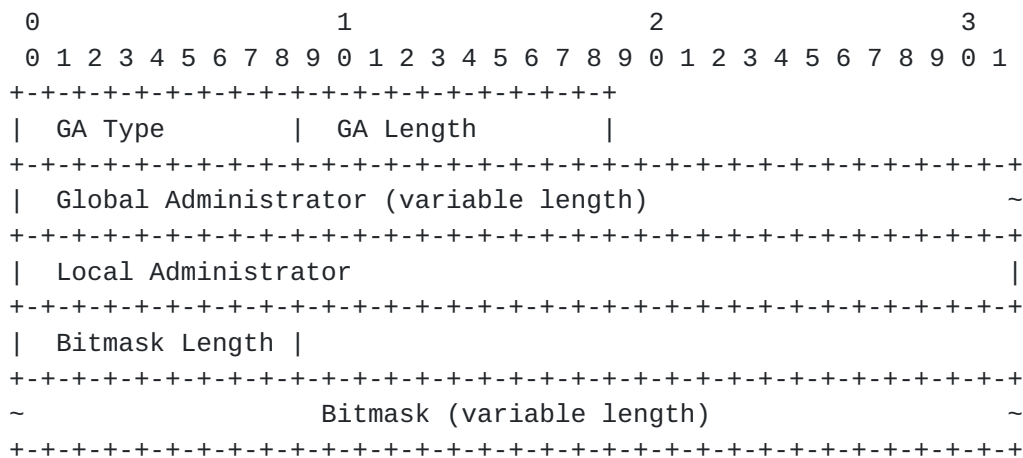 0                   1                   2                   3
 0 1 2 3 4 5 6 7 8 9 0 1 2 3 4 5 6 7 8 9 0 1 2 3 4 5 6 7 8 9 0 1
+-+-+-+-+-+-+-+-+-+-+-+-+-+-+-+-+-+-+-+
|  GA Type        |  GA Length        |
+-+-+-+-+-+-+-+-+-+-+-+-+-+-+-+-+-+-+-+-+-+-+-+-+-+-+-+-+-+-+-+-+
|  Global Administrator (variable length)                       ~
+-+-+-+-+-+-+-+-+-+-+-+-+-+-+-+-+-+-+-+-+-+-+-+-+-+-+-+-+-+-+-+-+
|  Local Administrator                                          |
+-+-+-+-+-+-+-+-+-+-+-+-+-+-+-+-+-+-+-+-+-+-+-+-+-+-+-+-+-+-+-+-+
|  Bitmask Length |
+-+-+-+-+-+-+-+-+-+-+-+-+-+-+-+-+-+-+-+-+-+-+-+-+-+-+-+-+-+-+-+-+
~                   Bitmask (variable length)                   ~
+-+-+-+-+-+-+-+-+-+-+-+-+-+-+-+-+-+-+-+-+-+-+-+-+-+-+-+-+-+-+-+-+